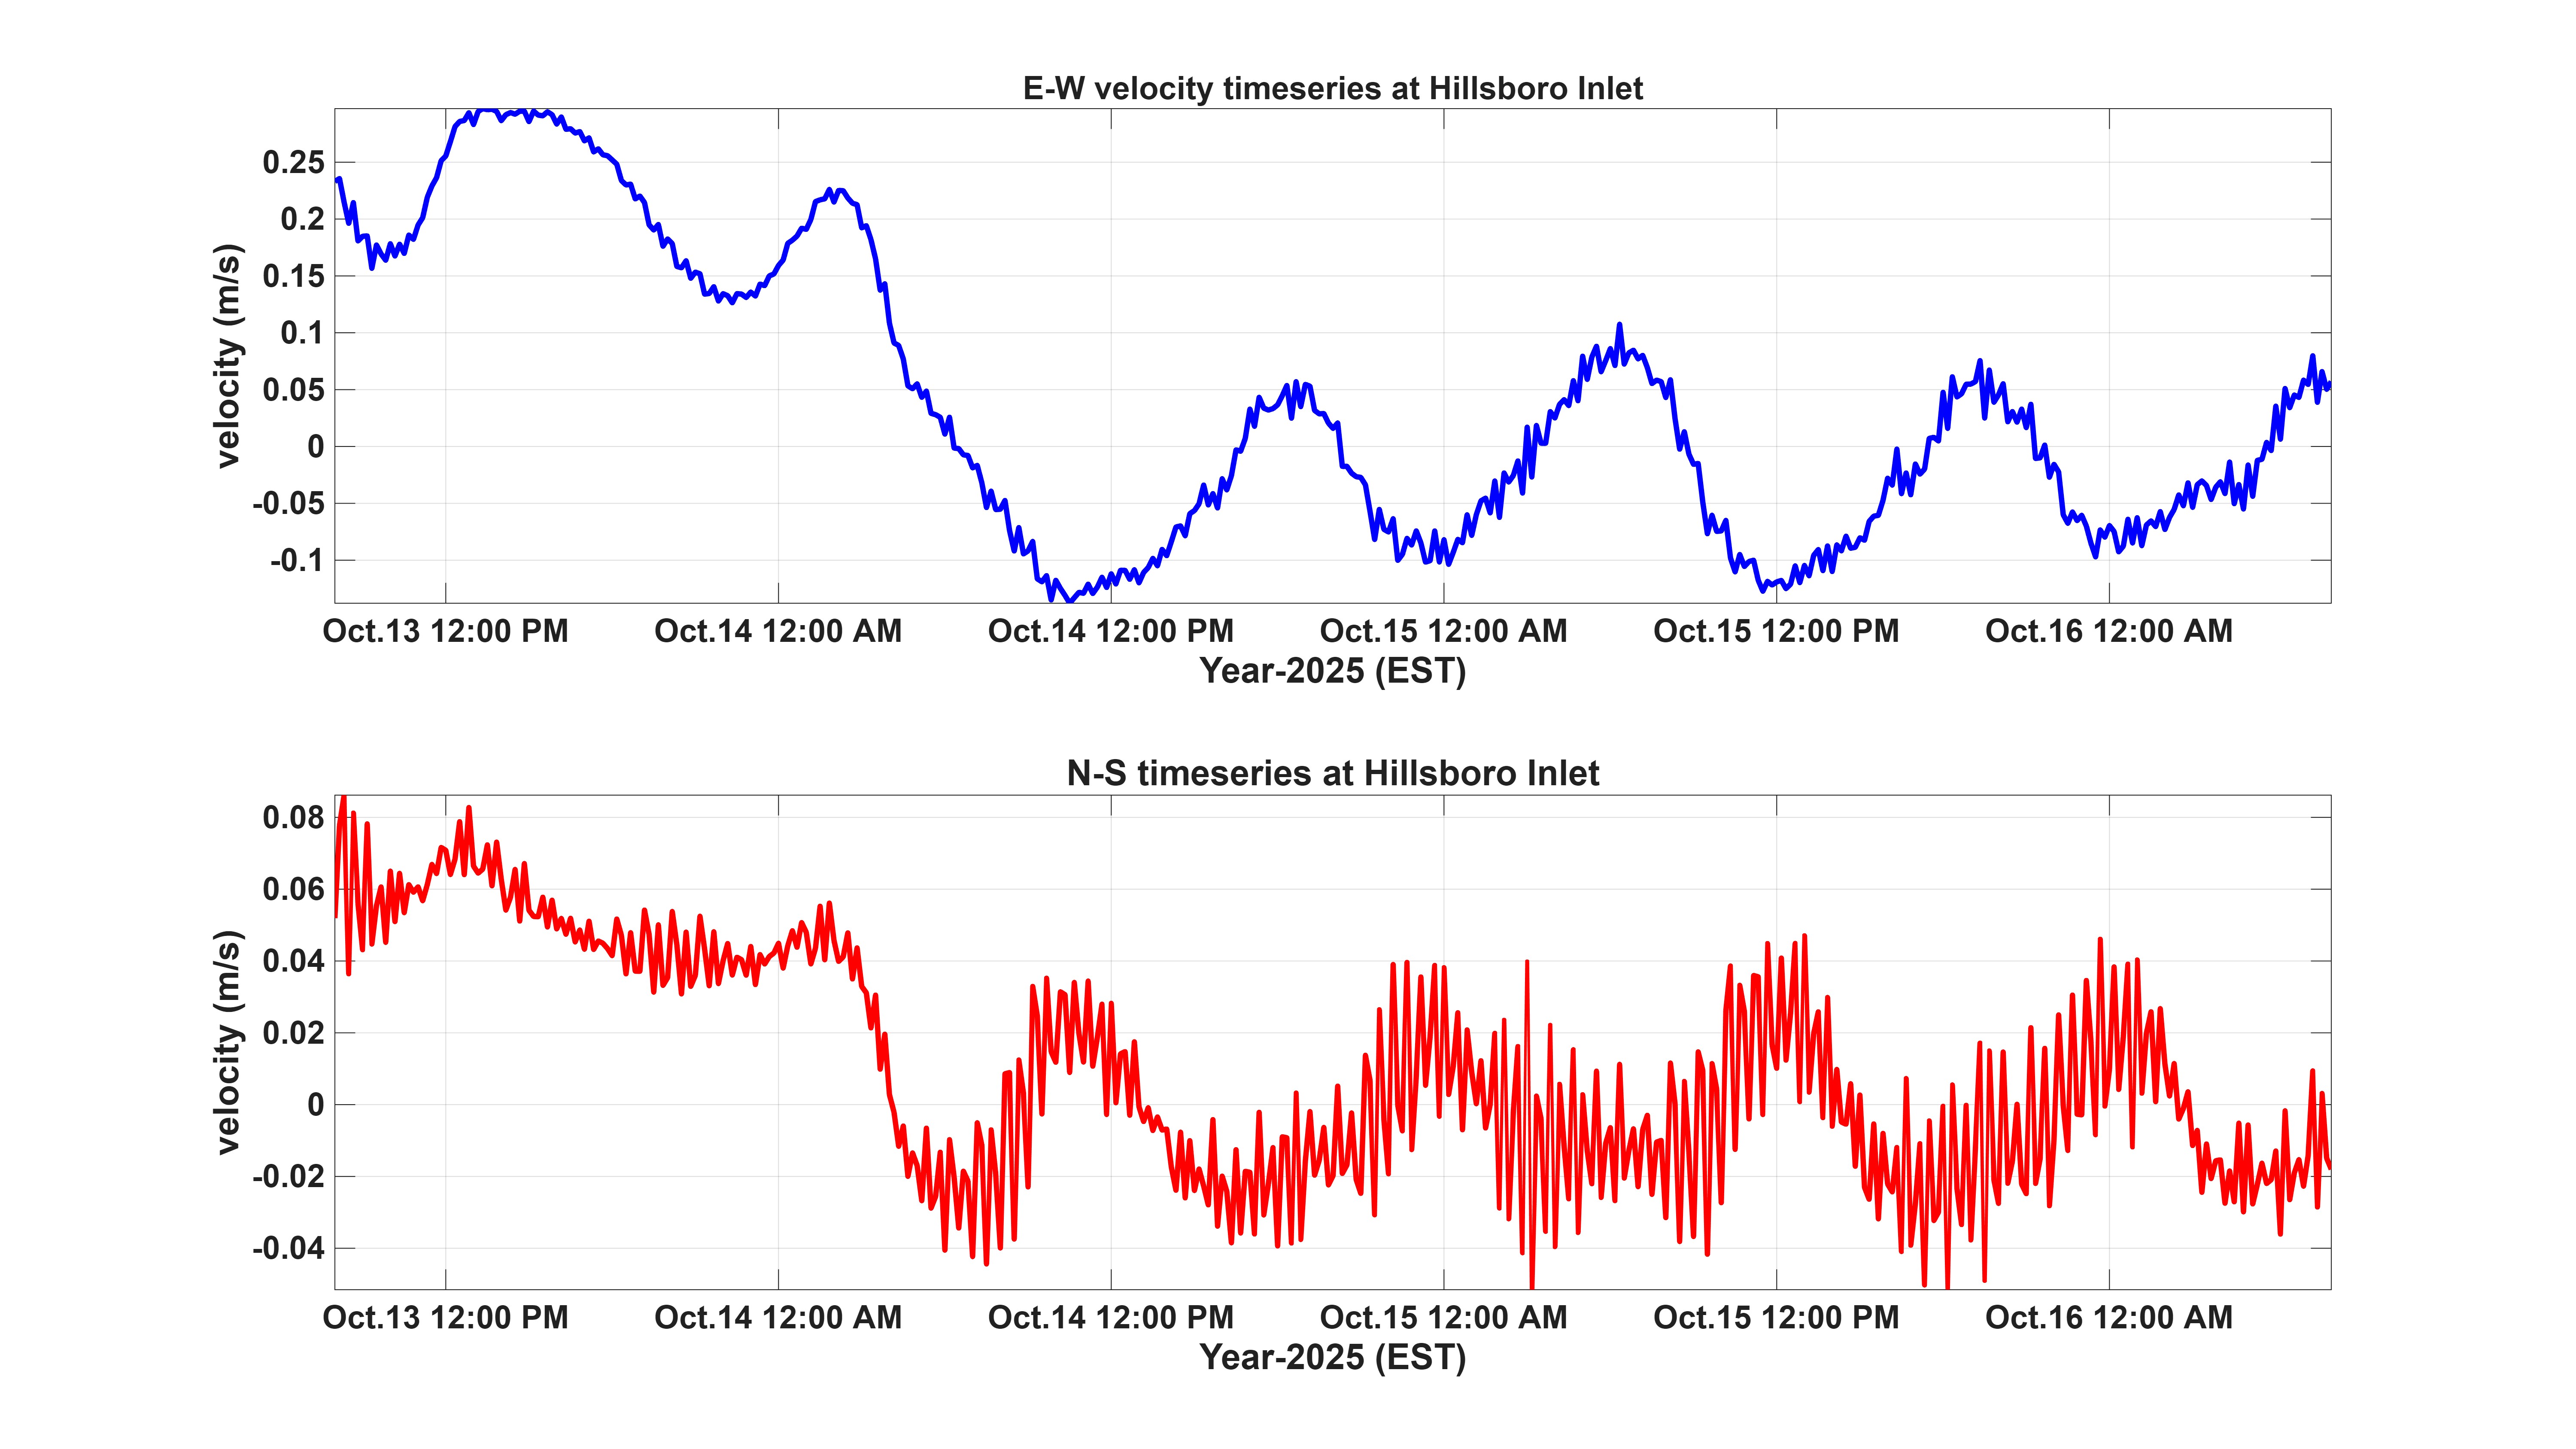 E-W velocity timeseries at Hillsboro Inlet
velocity (m/s)
0.25
0.2
0.15
0.1
0.05
0
-0.05
-0.1
Oct.13 12:00 PM Oct.14 12:00 AM Oct.14 12:00 PM Oct.15 12:00 AM Oct.15 12:00 PM Oct.16 12:00 AM
Year-2025 (EST)
N-S timeseries at Hillsboro Inlet
velocity (m/s)
0.08
0.06
0.04
0.02
0
-0.02
-0.04
Oct.13 12:00 PM Oct.14 12:00 AM Oct.14 12:00 PM Oct.15 12:00 AM Oct.15 12:00 PM Oct.16 12:00 AM
Year-2025 (EST)